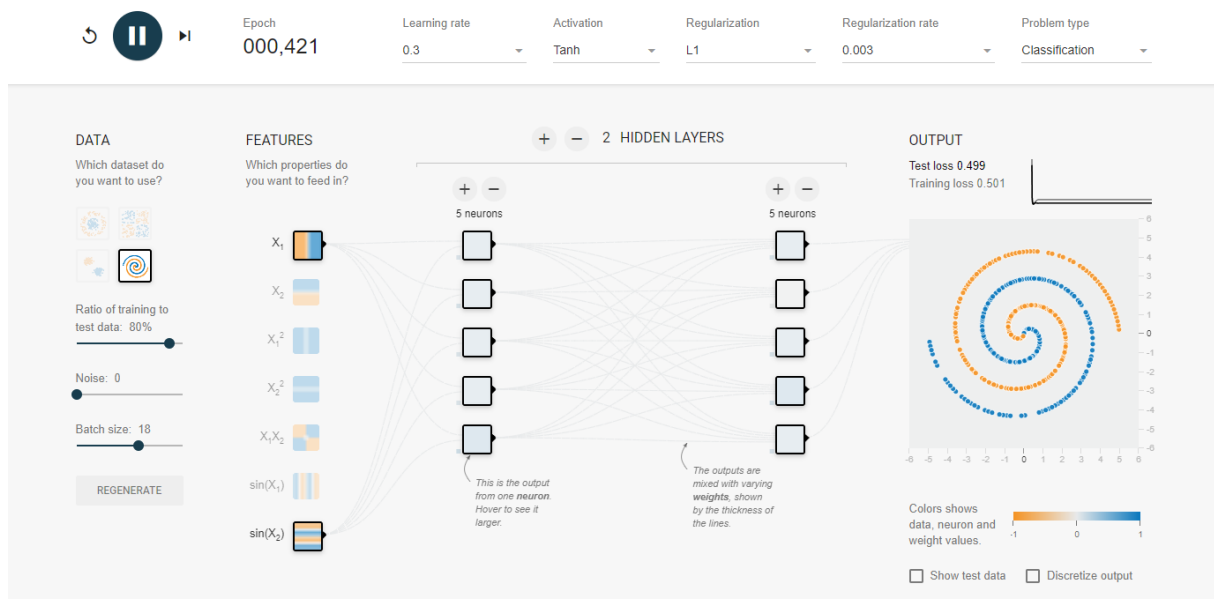 Epoch
000,421
Learning rate
0.3
Activation
Tanh
Regularization
L1
Regularization rate
0.003
Problem type
Classification
DATA
Which dataset do
you want to use?
Ratio of training to
test data: 80%
Noise: 0
Batch size: 18
REGENERATE
FEATURES
Which properties do
you want to feed in?
X₁
X₂
X₁²
X₂²
X₁X₂
sin(X₁)
sin(X₂)
+ − 2 HIDDEN LAYERS
+ −
5 neurons
+ −
5 neurons
This is the output
from one neuron.
Hover to see it
larger.
The outputs are
mixed with varying
weights, shown
by the thickness of
the lines.
OUTPUT
Test loss 0.499
Training loss 0.501
6
5
4
3
2
1
0
-1
-2
-3
-4
-5
-6
-6 -5 -4 -3 -2 -1 0 1 2 3 4 5 6
Colors shows
data, neuron and
weight values.
-1 0 1
Show test data
Discretize output